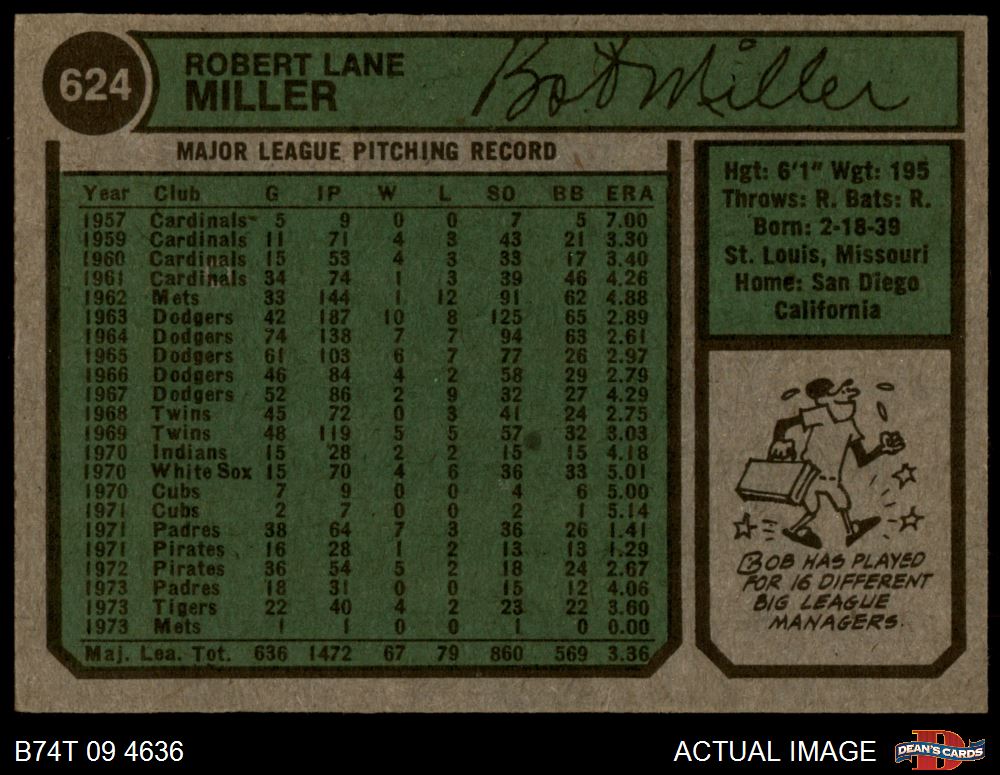 624
ROBERT LANE
MILLER
Bob Miller
MAJOR LEAGUE PITCHING RECORD
Year Club G IP W L SO BB ERA
1957 Cardinals 5 9 0 0 7 5 7.00
1959 Cardinals 11 71 4 3 43 21 3.30
1960 Cardinals 15 53 4 3 33 17 3.40
1961 Cardinals 34 74 1 3 39 46 4.26
1962 Mets 33 144 1 12 91 62 4.88
1963 Dodgers 42 187 10 8 125 65 2.89
1964 Dodgers 74 138 7 7 94 63 2.61
1965 Dodgers 61 103 6 7 77 26 2.97
1966 Dodgers 46 84 4 2 58 29 2.79
1967 Dodgers 52 86 2 9 32 27 4.29
1968 Twins 45 72 0 3 41 24 2.75
1969 Twins 48 119 5 5 57 32 3.03
1970 Indians 15 28 2 2 15 15 4.18
1970 White Sox 15 70 4 6 36 33 5.01
1970 Cubs 7 9 0 0 4 6 5.00
1971 Cubs 2 7 0 0 2 1 5.14
1971 Padres 38 64 7 3 36 26 1.41
1971 Pirates 16 28 1 2 13 13 1.29
1972 Pirates 36 54 5 2 18 24 2.67
1973 Padres 18 31 0 0 15 12 4.06
1973 Tigers 22 40 4 2 23 22 3.60
1973 Mets 1 1 0 0 1 0 0.00
Maj. Lea. Tot. 636 1472 67 79 860 569 3.36
Hgt: 6'1" Wgt: 195
Throws: R. Bats: R.
Born: 2-18-39
St. Louis, Missouri
Home: San Diego
California
BOB HAS PLAYED
FOR 16 DIFFERENT
BIG LEAGUE
MANAGERS.
B74T 09 4636
ACTUAL IMAGE
DEAN'S CARDS